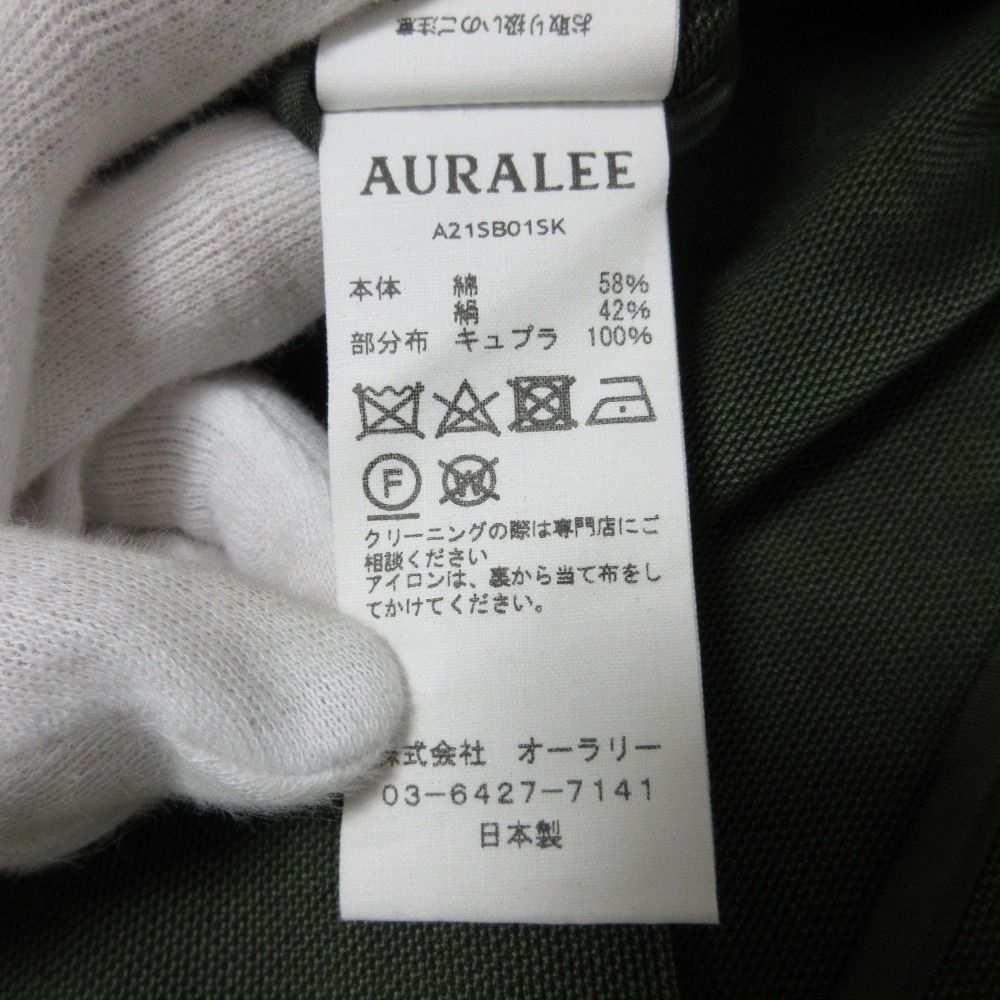 お取り扱いのご注意
AURALEE
A21SB01SK
本体 綿 58%
絹 42%
部分布 キュプラ 100%
F W
クリーニングの際は専門店にご
相談ください
アイロンは、裏から当て布をし
てかけてください。
株式会社 オーラリー
03-6427-7141
日本製